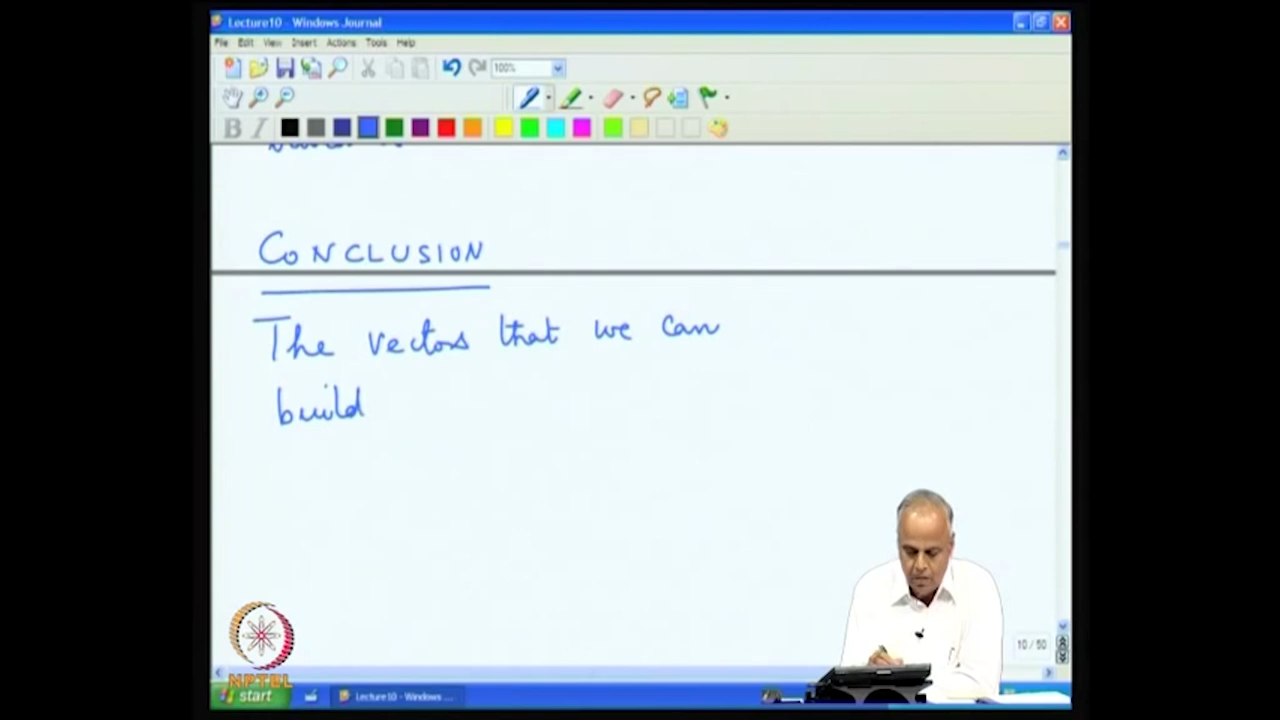 Lecture10 - Windows Journal
File Edit View Insert Actions Tools Help
100%
B I
CONCLUSION
The vectors that we can
build
10 / 50
NPTEL
start Lecture10 - Windows ...